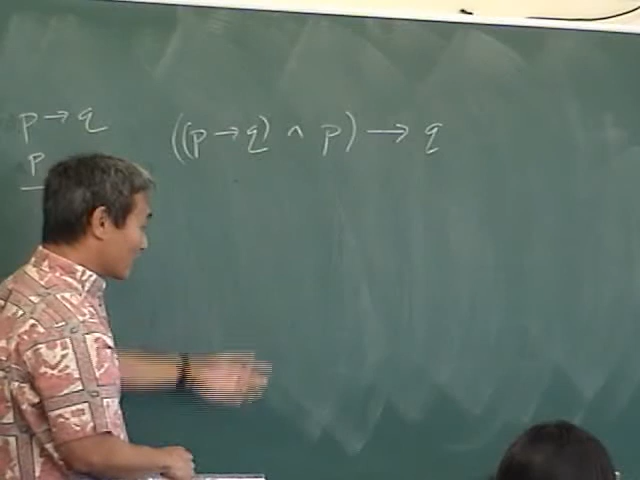 p → q
p
((p → q) ∧ p) → q